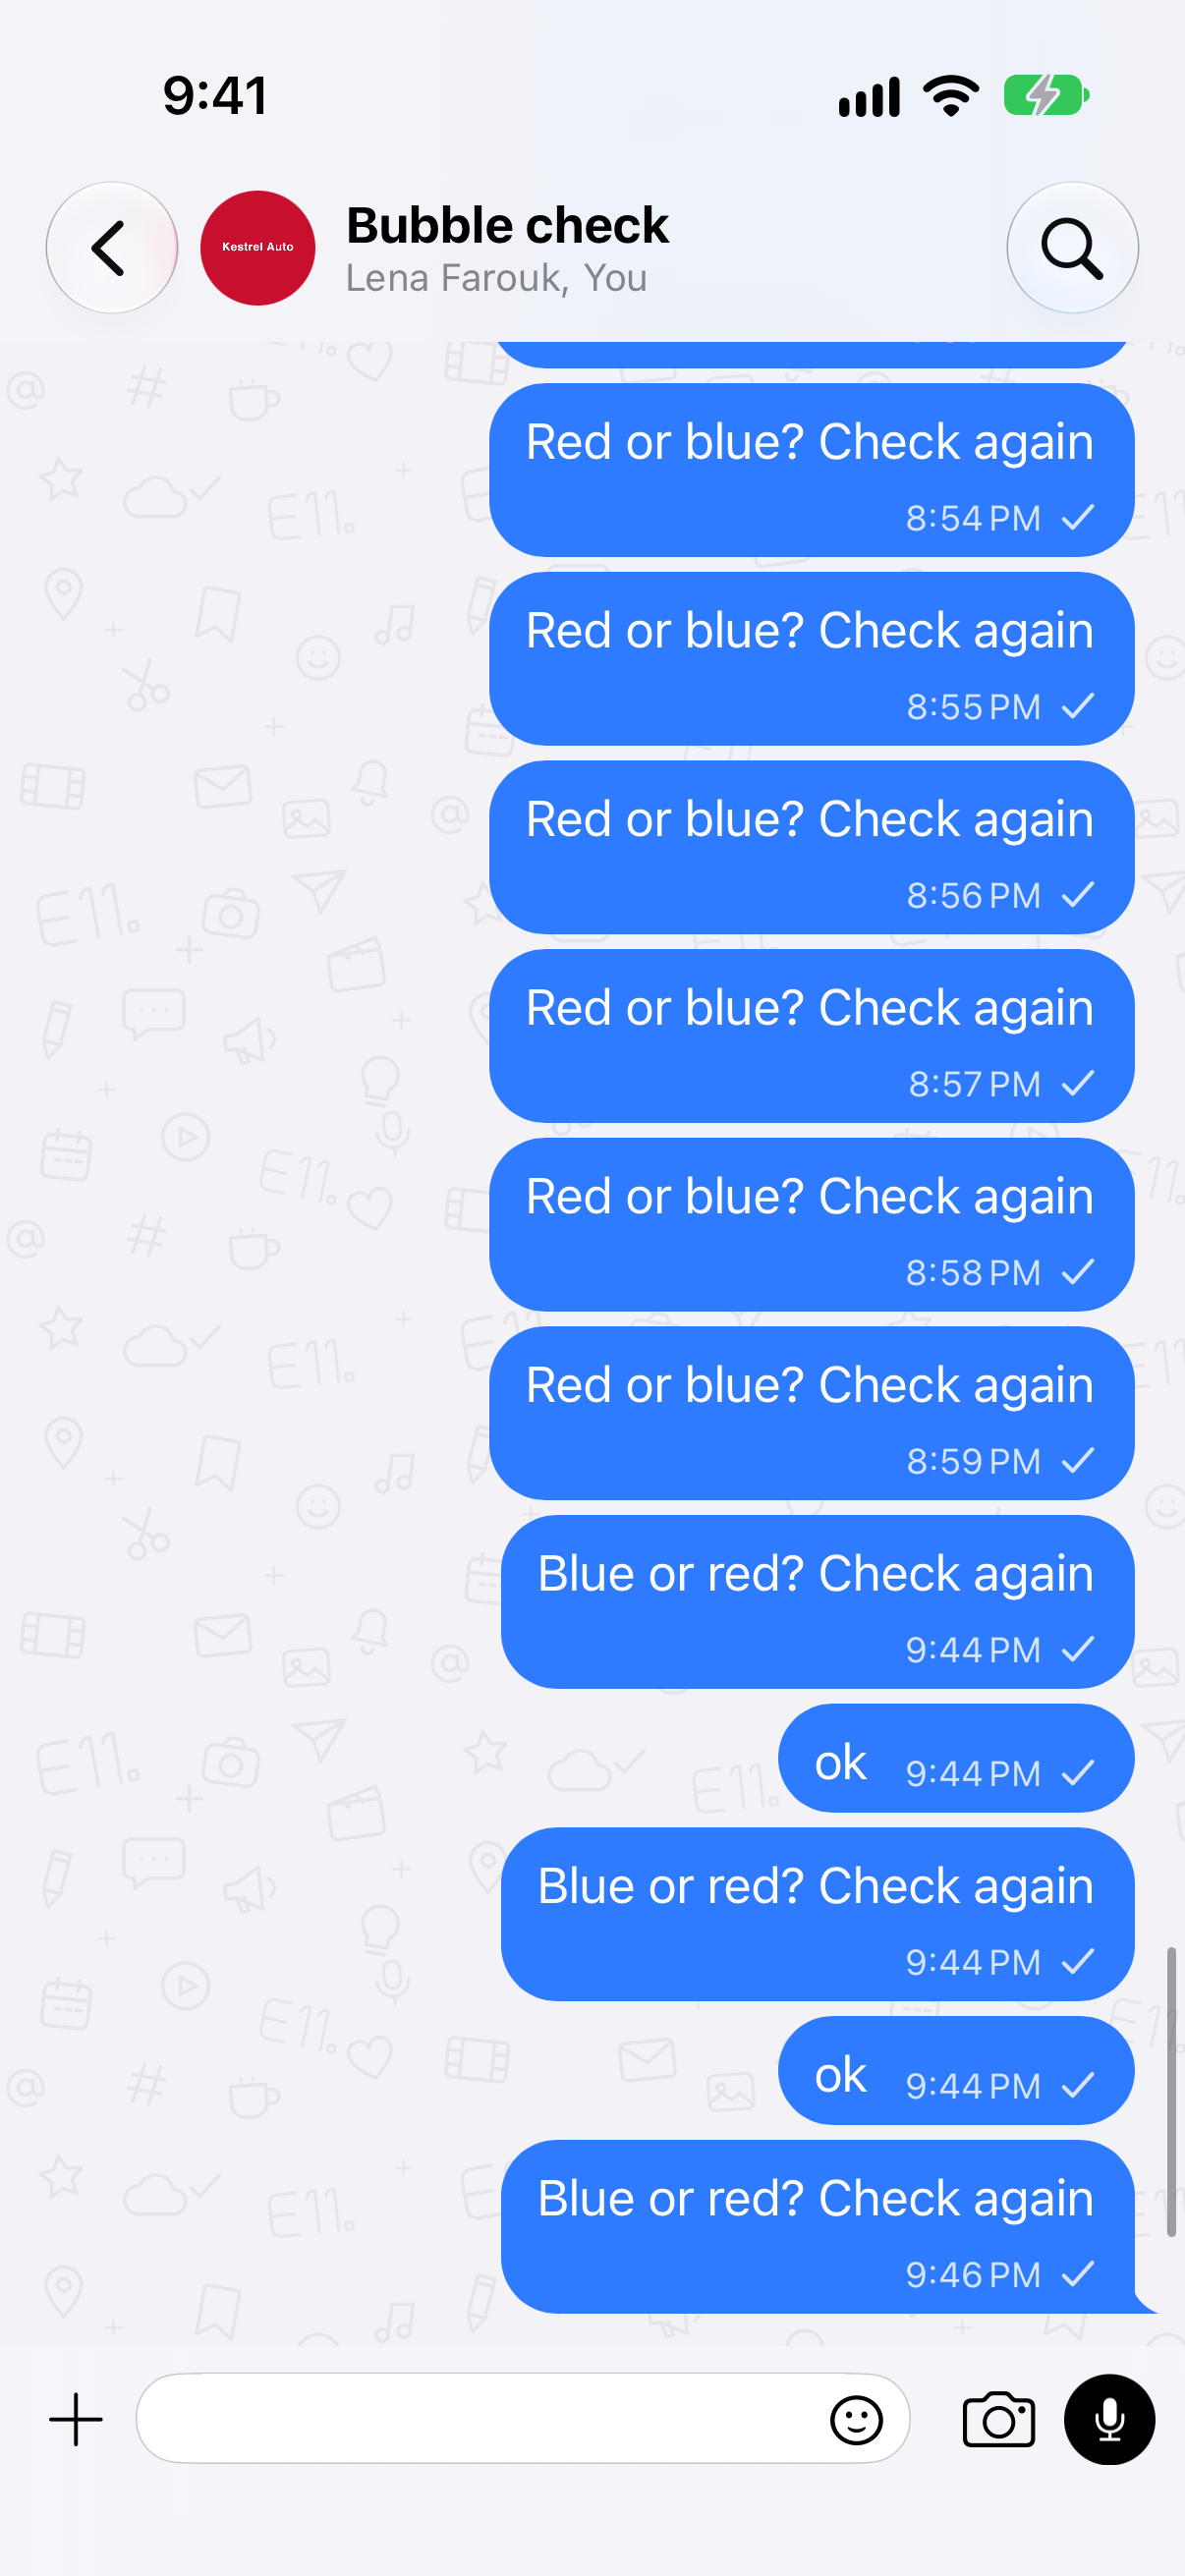 9:41
Kestrel Auto
Bubble check
Lena Farouk, You
Red or blue? Check again
8:54 PM
Red or blue? Check again
8:55 PM
Red or blue? Check again
8:56 PM
Red or blue? Check again
8:57 PM
Red or blue? Check again
8:58 PM
Red or blue? Check again
8:59 PM
Blue or red? Check again
9:44 PM
ok 9:44 PM
Blue or red? Check again
9:44 PM
ok 9:44 PM
Blue or red? Check again
9:46 PM